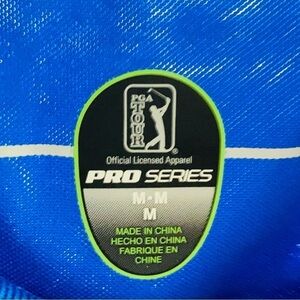 PGA
TOUR
®
Official Licensed Apparel
PRO SERIES
M-M
M
MADE IN CHINA
HECHO EN CHINA
FABRIQUE EN
CHINE